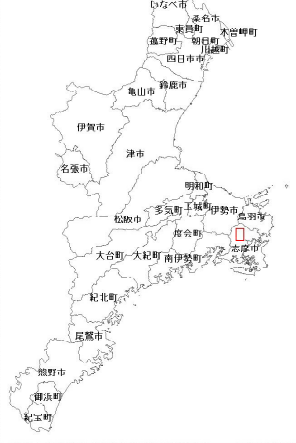 いなべ市
桑名市
東員町
木曽岬町
菰野町
朝日町
川越町
四日市市
鈴鹿市
亀山市
伊賀市
津市
名張市
明和町
玉城町
伊勢市
多気町
鳥羽市
松阪市
度会町
志摩市
大台町
大紀町
南伊勢町
紀北町
尾鷲市
熊野市
御浜町
紀宝町